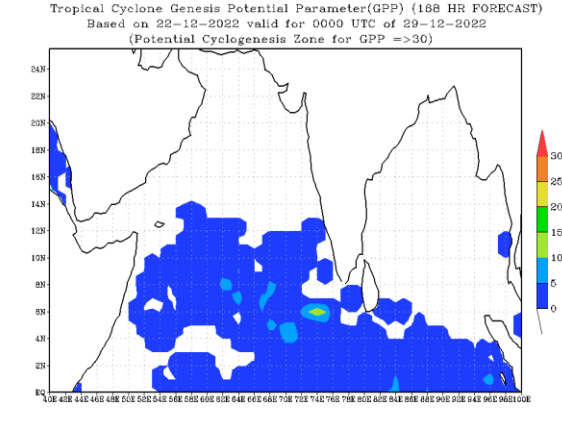 Tropical Cyclone Genesis Potential Parameter(GPP) (168 HR FORECAST)
Based on 22-12-2022 valid for 0000 UTC of 29-12-2022
(Potential Cyclogenesis Zone for GPP =>30)
24N
22N
20N
18N
16N
14N
12N
10N
8N
6N
4N
2N
EQ
40E 42E 44E 46E 48E 50E 52E 54E 56E 58E 60E 62E 64E 66E 68E 70E 72E 74E 76E 78E 80E 82E 84E 86E 88E 90E 92E 94E 96E 98E 100E
30
25
20
15
10
5
0